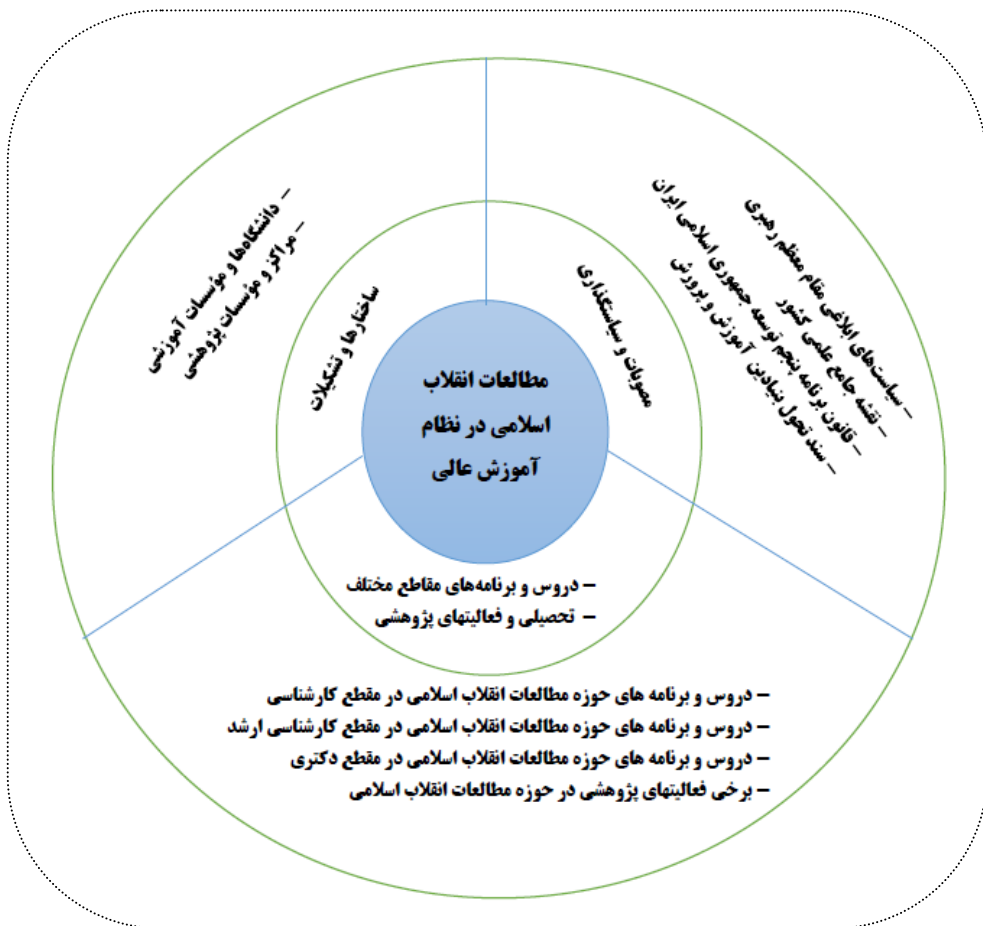 مطالعات انقلاب
اسلامی در نظام
آموزش عالی
مصوبات و سیاستگذاری
– سیاست‌های ابلاغی مقام معظم رهبری
– نقشه جامع علمی کشور
– قانون برنامه پنجم توسعه جمهوری اسلامی ایران
– سند تحول بنیادین آموزش و پرورش
ساختارها و تشکیلات
– دانشگاه‌ها و مؤسسات آموزشی
– مراکز و مؤسسات پژوهشی
– دروس و برنامه‌های مقاطع مختلف
– تحصیلی و فعالیتهای پژوهشی
– دروس و برنامه های حوزه مطالعات انقلاب اسلامی در مقطع کارشناسی
– دروس و برنامه های حوزه مطالعات انقلاب اسلامی در مقطع کارشناسی ارشد
– دروس و برنامه های حوزه مطالعات انقلاب اسلامی در مقطع دکتری
– برخی فعالیتهای پژوهشی در حوزه مطالعات انقلاب اسلامی